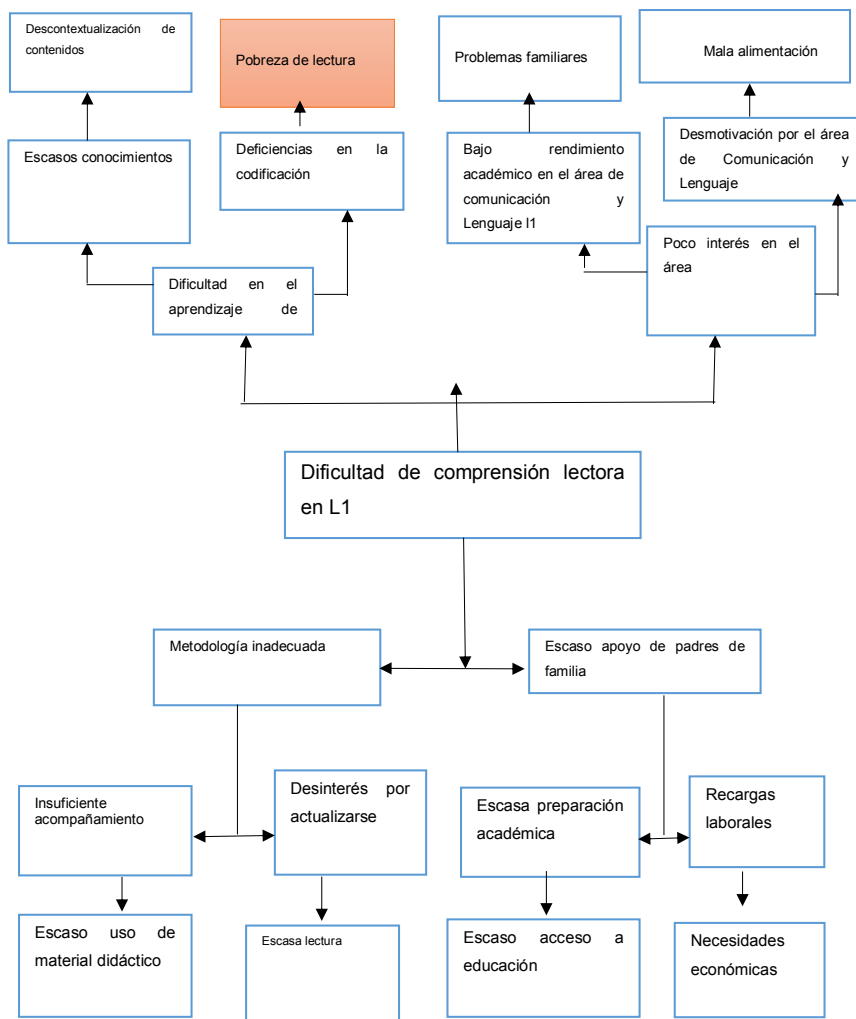 Descontextualización de
contenidos
Pobreza de lectura
Problemas familiares
Mala alimentación
Escasos conocimientos
Deficiencias en la
codificación
Bajo rendimiento
académico en el área de
comunicación y
Lenguaje l1
Desmotivación por el área
de Comunicación y
Lenguaje
Dificultad en el
aprendizaje de
Poco interés en el
área
Dificultad de comprensión lectora
en L1
Metodología inadecuada
Escaso apoyo de padres de
familia
Insuficiente
acompañamiento
Desinterés por
actualizarse
Escasa preparación
académica
Recargas
laborales
Escaso uso de
material didáctico
Escasa lectura
Escaso acceso a
educación
Necesidades
económicas